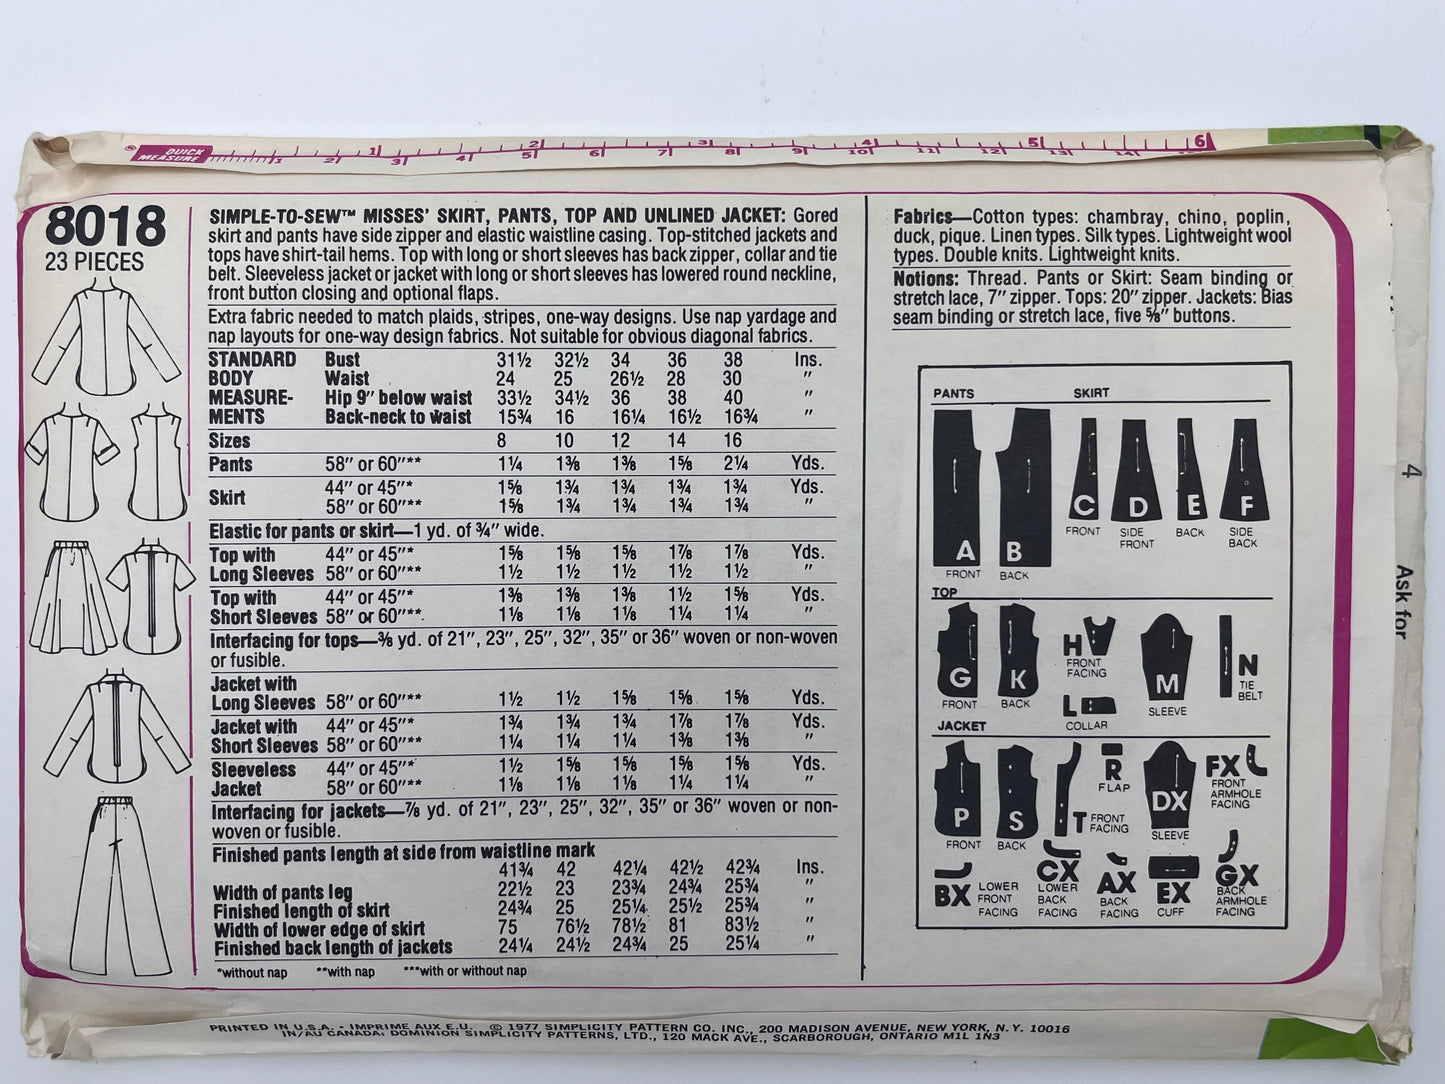 ® QUICK MEASURE
1 2 3 4 5 6
1 2 3 4 5 6 7 8 9 10 11 12 13 14
8018
23 PIECES
SIMPLE-TO-SEW™ MISSES' SKIRT, PANTS, TOP AND UNLINED JACKET: Gored
skirt and pants have side zipper and elastic waistline casing. Top-stitched jackets and
tops have shirt-tail hems. Top with long or short sleeves has back zipper, collar and tie
belt. Sleeveless jacket or jacket with long or short sleeves has lowered round neckline,
front button closing and optional flaps.
Extra fabric needed to match plaids, stripes, one-way designs. Use nap yardage and
nap layouts for one-way design fabrics. Not suitable for obvious diagonal fabrics.
STANDARD Bust 31½ 32½ 34 36 38 Ins.
BODY Waist 24 25 26½ 28 30 "
MEASURE- Hip 9" below waist 33½ 34½ 36 38 40 "
MENTS Back-neck to waist 15¾ 16 16¼ 16½ 16¾ "
Sizes 8 10 12 14 16
Pants 58" or 60"** 1¼ 1⅜ 1⅜ 1⅝ 2¼ Yds.
Skirt 44" or 45"* 1⅝ 1¾ 1¾ 1¾ 1¾ Yds.
58" or 60"** 1⅝ 1¾ 1¾ 1¾ 1¾ "
Elastic for pants or skirt—1 yd. of ¾" wide.
Top with 44" or 45"* 1⅝ 1⅝ 1⅝ 1⅞ 1⅞ Yds.
Long Sleeves 58" or 60"** 1½ 1½ 1½ 1½ 1½ "
Top with 44" or 45"* 1⅜ 1⅜ 1⅜ 1½ 1⅝ Yds.
Short Sleeves 58" or 60"** 1⅛ 1⅛ 1⅛ 1¼ 1¼ "
Interfacing for tops—⅜ yd. of 21", 23", 25", 32", 35" or 36" woven or non-woven
or fusible.
Jacket with
Long Sleeves 58" or 60"** 1½ 1½ 1⅝ 1⅝ 1⅝ Yds.
Jacket with 44" or 45"* 1¾ 1¾ 1¾ 1⅞ 1⅞ Yds.
Short Sleeves 58" or 60"** 1¼ 1¼ 1¼ 1⅜ 1⅜ "
Sleeveless 44" or 45"* 1½ 1⅝ 1⅝ 1⅝ 1⅝ Yds.
Jacket 58" or 60"** 1⅛ 1⅛ 1⅛ 1¼ 1¼ "
Interfacing for jackets—⅞ yd. of 21", 23", 25", 32", 35" or 36" woven or non-
woven or fusible.
Finished pants length at side from waistline mark
41¾ 42 42¼ 42½ 42¾ Ins.
Width of pants leg 22½ 23 23¾ 24¾ 25¾ "
Finished length of skirt 24¾ 25 25¼ 25½ 25¾ "
Width of lower edge of skirt 75 76½ 78½ 81 83½ "
Finished back length of jackets 24¼ 24½ 24¾ 25 25¼ "
*without nap **with nap ***with or without nap
Fabrics—Cotton types: chambray, chino, poplin,
duck, pique. Linen types. Silk types. Lightweight wool
types. Double knits. Lightweight knits.
Notions: Thread. Pants or Skirt: Seam binding or
stretch lace, 7" zipper. Tops: 20" zipper. Jackets: Bias
seam binding or stretch lace, five ⅝" buttons.
PANTS SKIRT
A B C D E F
FRONT BACK FRONT SIDE FRONT BACK SIDE BACK
TOP
G K H M N
FRONT BACK FRONT FACING SLEEVE TIE BELT
L
COLLAR
JACKET
P S T R DX FX
FRONT BACK FRONT FACING FLAP SLEEVE FRONT ARMHOLE FACING
BX CX AX EX GX
LOWER FRONT FACING LOWER BACK FACING BACK FACING CUFF BACK ARMHOLE FACING
4
Ask for
PRINTED IN U.S.A. - IMPRIME AUX E.U. © 1977 SIMPLICITY PATTERN CO. INC., 200 MADISON AVENUE, NEW YORK, N.Y. 10016
IN/AU CANADA: DOMINION SIMPLICITY PATTERNS, LTD., 120 MACK AVE., SCARBOROUGH, ONTARIO M1L 1N3